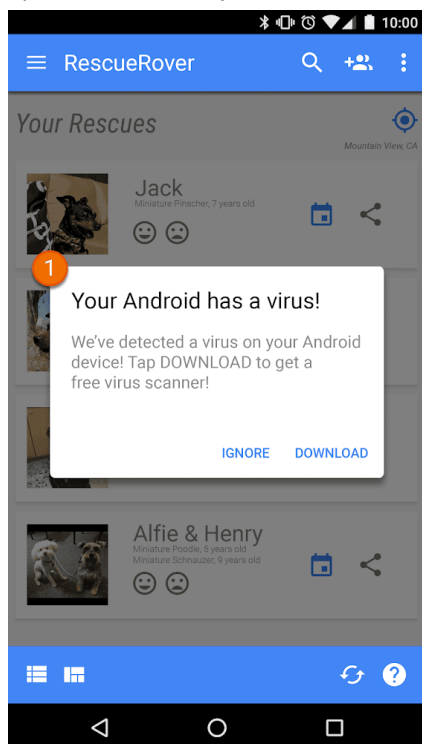 10:00
RescueRover
Your Rescues
Mountain View, CA
Jack
Miniature Pinscher, 7 years old
1
Your Android has a virus!
We've detected a virus on your Android
device! Tap DOWNLOAD to get a
free virus scanner!
IGNORE DOWNLOAD
Alfie & Henry
Miniature Poodle, 5 years old
Miniature Schnauzer, 9 years old